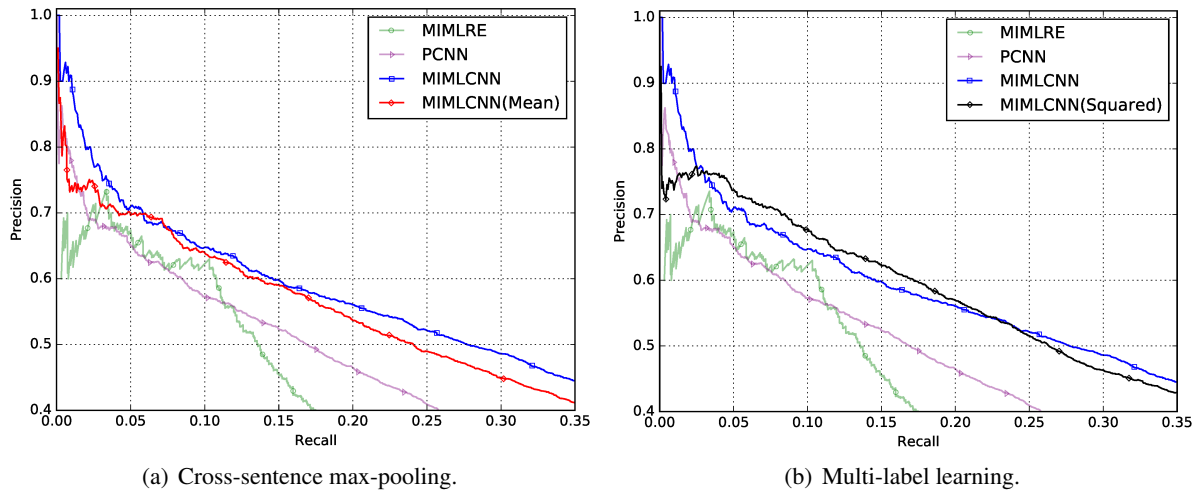 1.0
0.9
0.8
0.7
0.6
0.5
0.4
Precision
0.00 0.05 0.10 0.15 0.20 0.25 0.30 0.35
Recall
MIMLRE
PCNN
MIMLCNN
MIMLCNN(Mean)
(a) Cross-sentence max-pooling.
1.0
0.9
0.8
0.7
0.6
0.5
0.4
Precision
0.00 0.05 0.10 0.15 0.20 0.25 0.30 0.35
Recall
MIMLRE
PCNN
MIMLCNN
MIMLCNN(Squared)
(b) Multi-label learning.